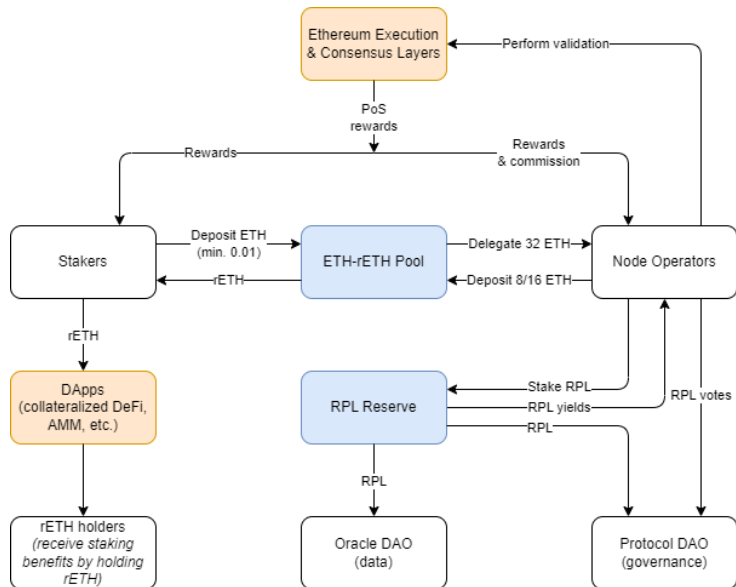 Ethereum Execution
& Consensus Layers
Perform validation
PoS
rewards
Rewards
Rewards
& commission
Stakers
Deposit ETH
(min. 0.01)
rETH
ETH-rETH Pool
Delegate 32 ETH
Deposit 8/16 ETH
Node Operators
rETH
DApps
(collateralized DeFi,
AMM, etc.)
RPL Reserve
Stake RPL
RPL yields
RPL
RPL votes
RPL
rETH holders
(receive staking
benefits by holding
rETH)
Oracle DAO
(data)
Protocol DAO
(governance)